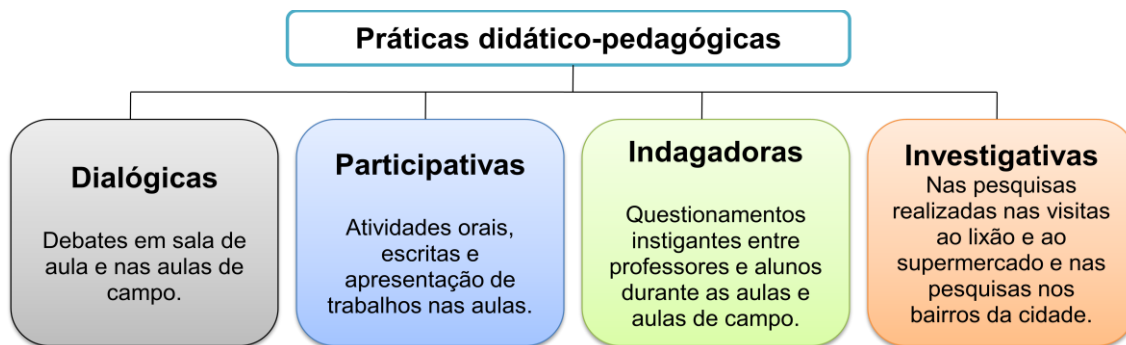 Práticas didático-pedagógicas
Dialógicas
Debates em sala de
aula e nas aulas de
campo.
Participativas
Atividades orais,
escritas e
apresentação de
trabalhos nas aulas.
Indagadoras
Questionamentos
instigantes entre
professores e alunos
durante as aulas e
aulas de campo.
Investigativas
Nas pesquisas
realizadas nas visitas
ao lixão e ao
supermercado e nas
pesquisas nos
bairros da cidade.